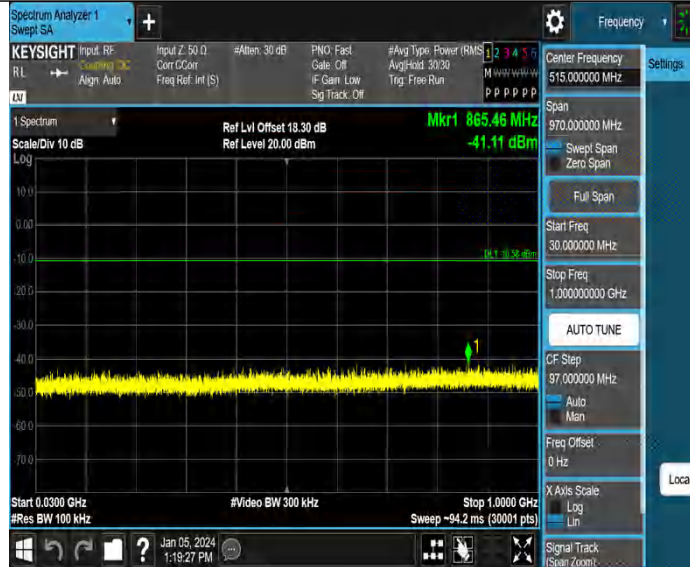 Spectrum Analyzer 1
Swept SA
+
Frequency
KEYSIGHT
RL
LXI
Input: RF
Coupling: DC
Align: Auto
Input Z: 50 Ω
Corr CCorr
Freq Ref: Int (S)
#Atten: 30 dB
PNO: Fast
Gate: Off
IF Gain: Low
Sig Track: Off
#Avg Type: Power (RMS
Avg|Hold: 30/30
Trig: Free Run
1 2 3 4 5 6
M W W W W W
P P P P P P
1 Spectrum
Scale/Div 10 dB
Log
Ref Lvl Offset 18.30 dB
Ref Level 20.00 dBm
Mkr1 865.46 MHz
-41.11 dBm
10.0
0.00
-10.0
-20.0
-30.0
-40.0
-50.0
-60.0
-70.0
1
Start 0.0300 GHz
#Res BW 100 kHz
#Video BW 300 kHz
Stop 1.0000 GHz
Sweep ~94.2 ms (30001 pts)
Jan 05, 2024
1:19:27 PM
?
Center Frequency
515.000000 MHz
Span
970.000000 MHz
Swept Span
Zero Span
Full Span
Start Freq
30.000000 MHz
Stop Freq
1.000000000 GHz
AUTO TUNE
CF Step
97.000000 MHz
Auto
Man
Freq Offset
0 Hz
X Axis Scale
Log
Lin
Signal Track
(Span Zoom)
Settings
Loca